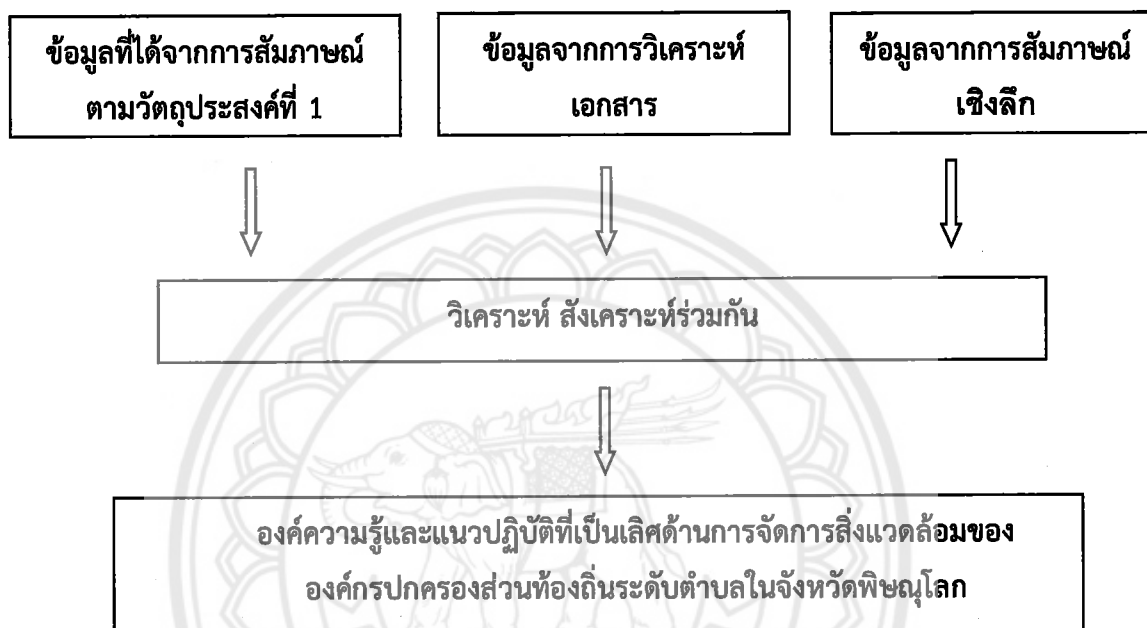 ข้อมูลที่ได้จากการสัมภาษณ์
ตามวัตถุประสงค์ที่ 1
ข้อมูลจากการวิเคราะห์
เอกสาร
ข้อมูลจากการสัมภาษณ์
เชิงลึก
วิเคราะห์ สังเคราะห์ร่วมกัน
องค์ความรู้และแนวปฏิบัติที่เป็นเลิศด้านการจัดการสิ่งแวดล้อมของ
องค์กรปกครองส่วนท้องถิ่นระดับตำบลในจังหวัดพิษณุโลก